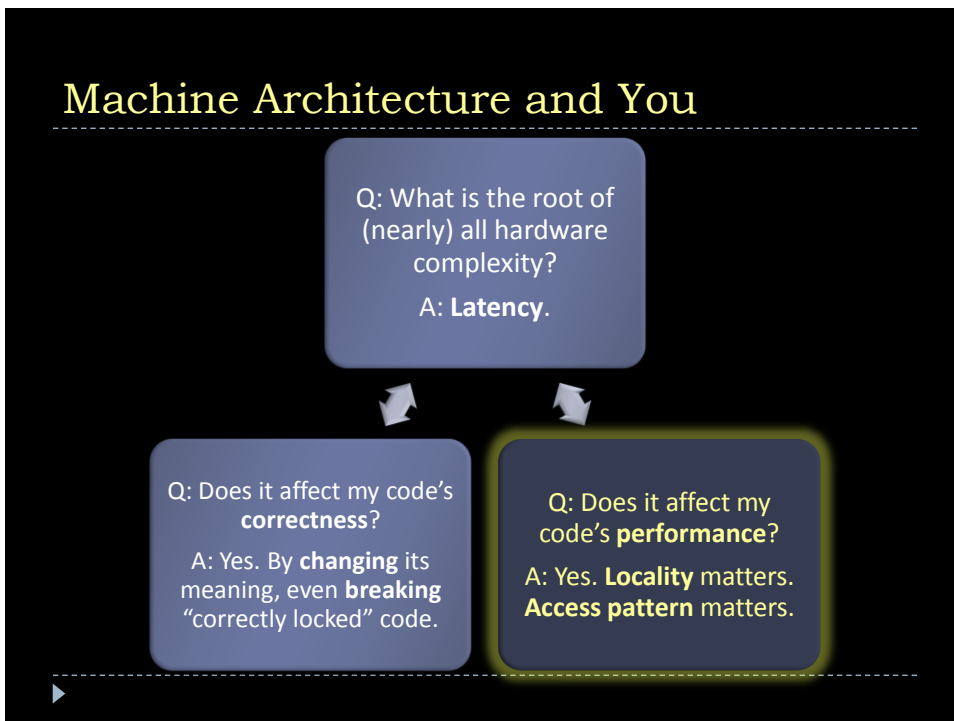 Machine Architecture and You
Q: What is the root of
(nearly) all hardware
complexity?
A: Latency.
Q: Does it affect my code’s
correctness?
A: Yes. By changing its
meaning, even breaking
“correctly locked” code.
Q: Does it affect my
code’s performance?
A: Yes. Locality matters.
Access pattern matters.